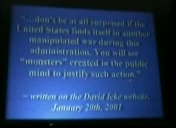 "...don't be at all surprised if the
United States finds itself in another
manipulated war during this
administration. You will see
"monsters" created in the public
mind to justify such action."
– written on the David Icke website,
January 20th, 2001